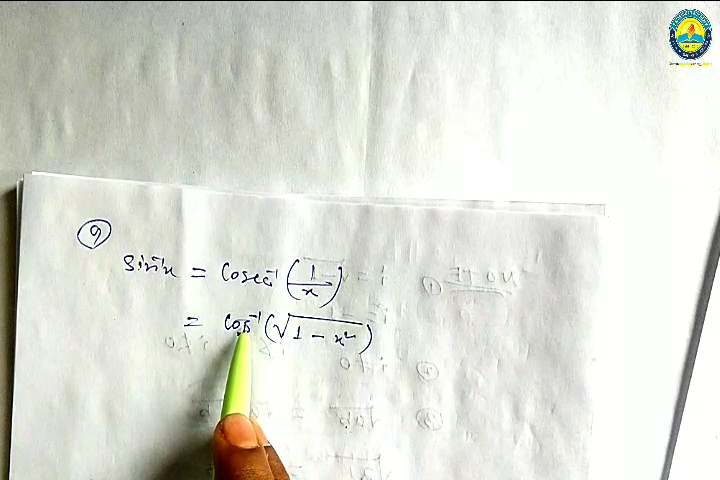 9
sin⁻¹x = cosec⁻¹(1/x)
= cos⁻¹(√1 - x²)